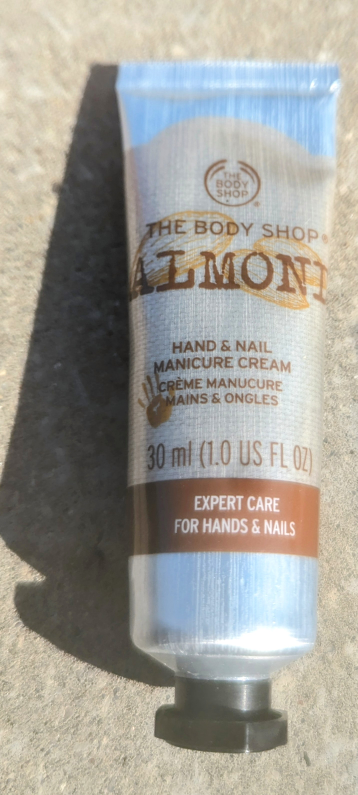 THE
BODY
SHOP
THE BODY SHOP®
ALMOND
HAND & NAIL
MANICURE CREAM
CRÈME MANUCURE
MAINS & ONGLES
30 ml (1.0 US FL OZ)
EXPERT CARE
FOR HANDS & NAILS